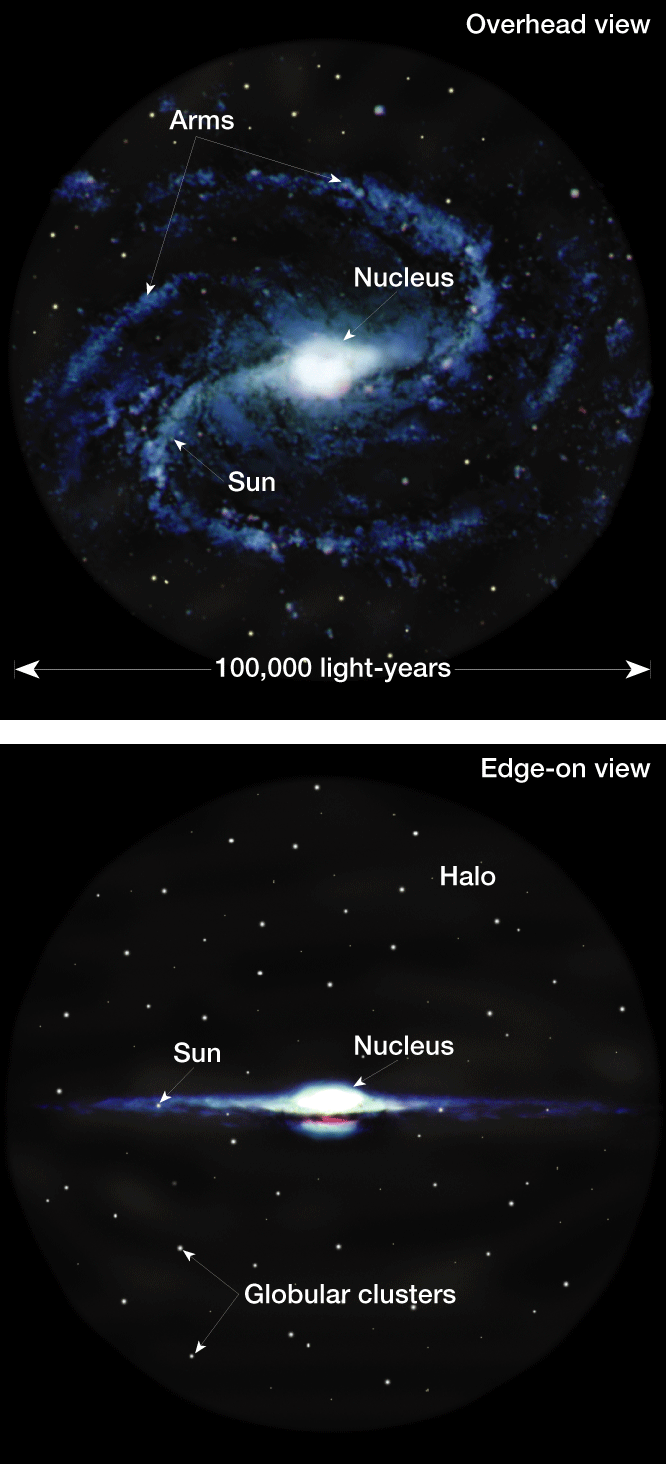 Overhead view
Arms
Nucleus
Sun
100,000 light-years
Edge-on view
Halo
Sun
Nucleus
Globular clusters